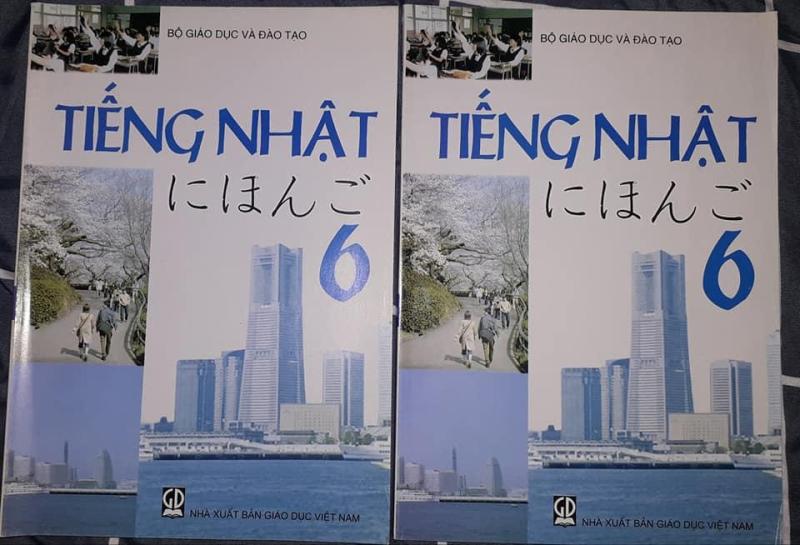 BỘ GIÁO DỤC VÀ ĐÀO TẠO
TIẾNG NHẬT
にほんご
6
GD
NHÀ XUẤT BẢN GIÁO DỤC VIỆT NAM
BỘ GIÁO DỤC VÀ ĐÀO TẠO
TIẾNG NHẬT
にほんご
6
GD
NHÀ XUẤT BẢN GIÁO DỤC VIỆT NAM